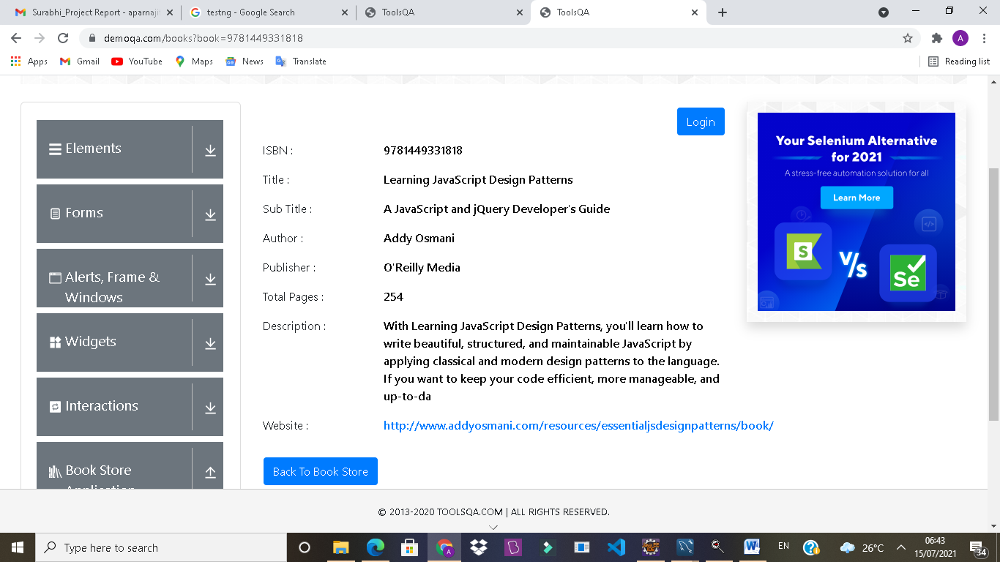 Surabhi_Project Report - aparnaji
testng - Google Search
ToolsQA
ToolsQA
demoqa.com/books?book=9781449331818
A
Apps
Gmail
YouTube
Maps
News
Translate
Reading list
Elements
Forms
Alerts, Frame &
Windows
Widgets
Interactions
Book Store
Login
ISBN : 9781449331818
Title : Learning JavaScript Design Patterns
Sub Title : A JavaScript and jQuery Developer's Guide
Author : Addy Osmani
Publisher : O'Reilly Media
Total Pages : 254
Description : With Learning JavaScript Design Patterns, you'll learn how to
write beautiful, structured, and maintainable JavaScript by
applying classical and modern design patterns to the language.
If you want to keep your code efficient, more manageable, and
up-to-da
Website : http://www.addyosmani.com/resources/essentialjsdesignpatterns/book/
Back To Book Store
Your Selenium Alternative
for 2021
A stress-free automation solution for all
Learn More
S
V/s
Se
© 2013-2020 TOOLSQA.COM | ALL RIGHTS RESERVED.
Type here to search
EN
26°C
06:43
15/07/2021
34